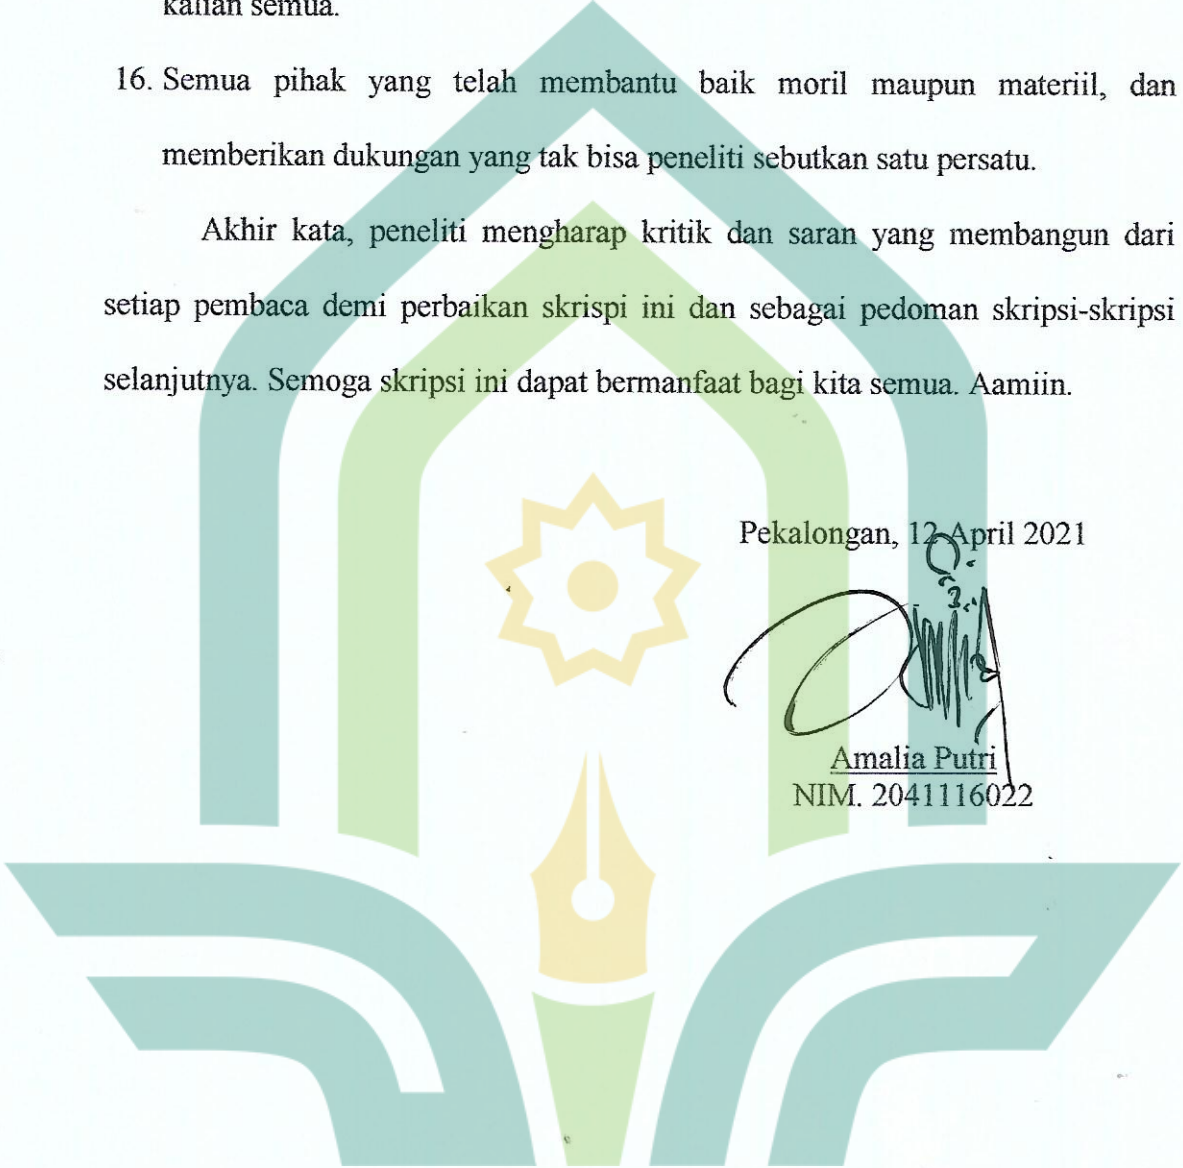 kalian semua.
16. Semua pihak yang telah membantu baik moril maupun materiil, dan
memberikan dukungan yang tak bisa peneliti sebutkan satu persatu.
Akhir kata, peneliti mengharap kritik dan saran yang membangun dari
setiap pembaca demi perbaikan skrispi ini dan sebagai pedoman skripsi-skripsi
selanjutnya. Semoga skripsi ini dapat bermanfaat bagi kita semua. Aamiin.
Pekalongan, 12 April 2021
Amalia Putri
NIM. 2041116022